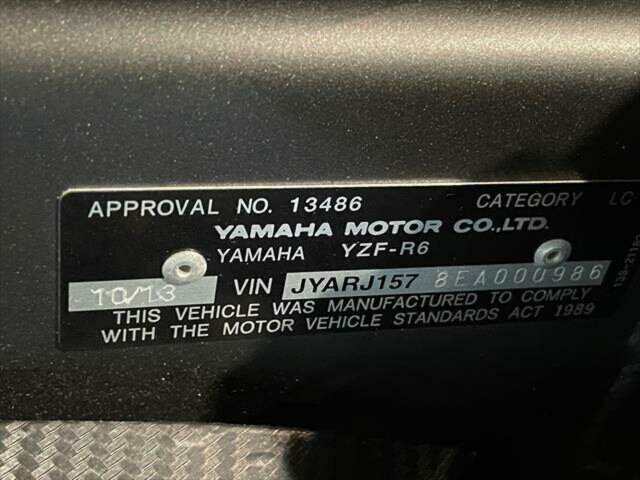 APPROVAL NO. 13486 CATEGORY LC
YAMAHA MOTOR CO.,LTD.
YAMAHA YZF-R6
10/13 VIN JYARJ157 8EA000986
THIS VEHICLE WAS MANUFACTURED TO COMPLY
WITH THE MOTOR VEHICLE STANDARDS ACT 1989